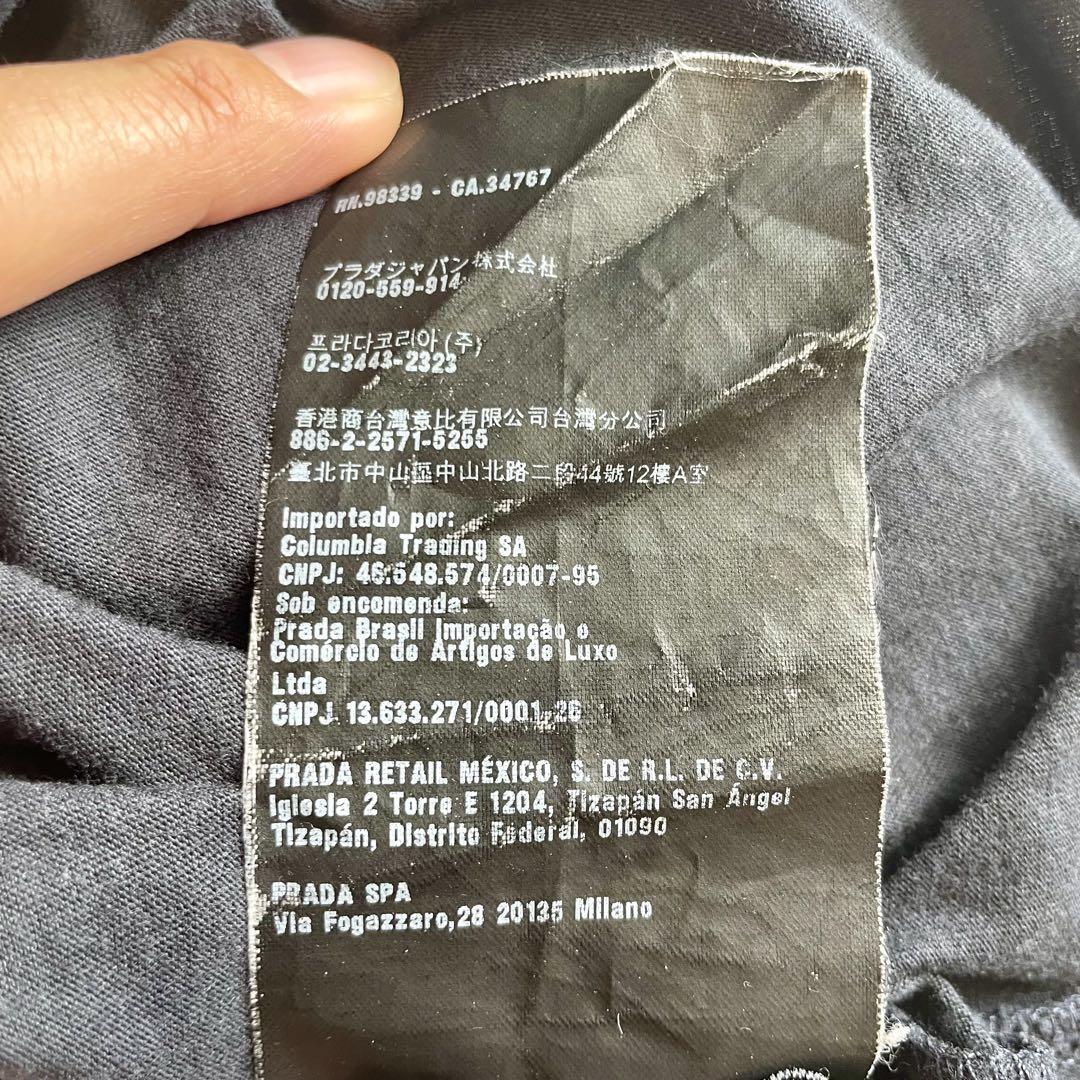 RN.98339 - CA.34767
プラダジャパン株式会社
0120-559-914
프라다코리아(주)
02-3443-2323
香港商台灣意比有限公司台灣分公司
886-2-2571-5255
臺北市中山區中山北路二段44號12樓A室
Importado por:
Columbia Trading SA
CNPJ: 46.548.574/0007-95
Sob encomenda:
Prada Brasil Importação e
Comércio de Artigos de Luxo
Ltda
CNPJ 13.633.271/0001-26
PRADA RETAIL MÉXICO, S. DE R.L. DE C.V.
Iglesia 2 Torre E 1204, Tizapán San Ángel
Tizapán, Distrito Federal, 01090
PRADA SPA
Via Fogazzaro,28 20135 Milano